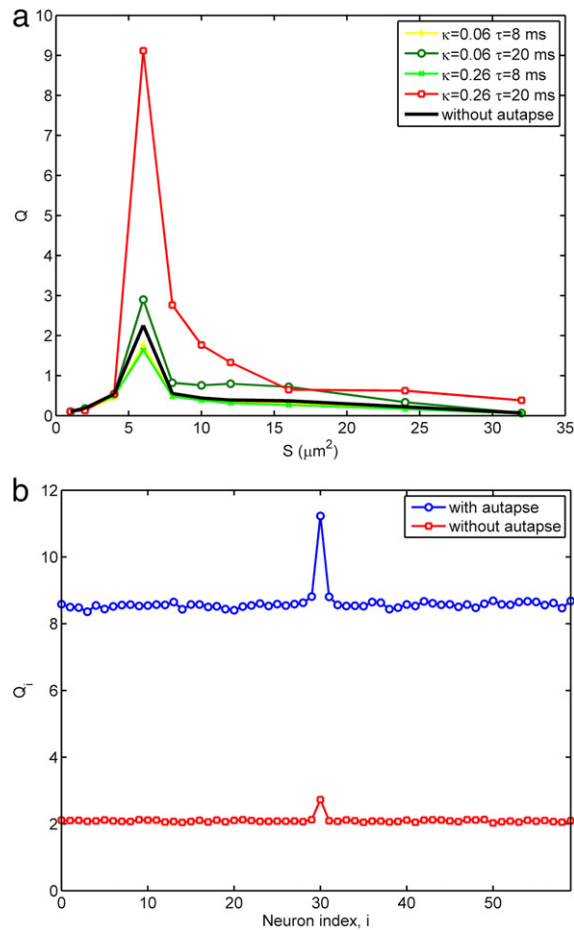 a
10
9
8
7
6
5
4
3
2
1
0
Q
κ=0.06 τ=8 ms
κ=0.06 τ=20 ms
κ=0.26 τ=8 ms
κ=0.26 τ=20 ms
without autapse
0 5 10 15 20 25 30 35
S (μm²)
b
12
10
8
6
4
2
0
Qi
with autapse
without autapse
0 10 20 30 40 50
Neuron index, i